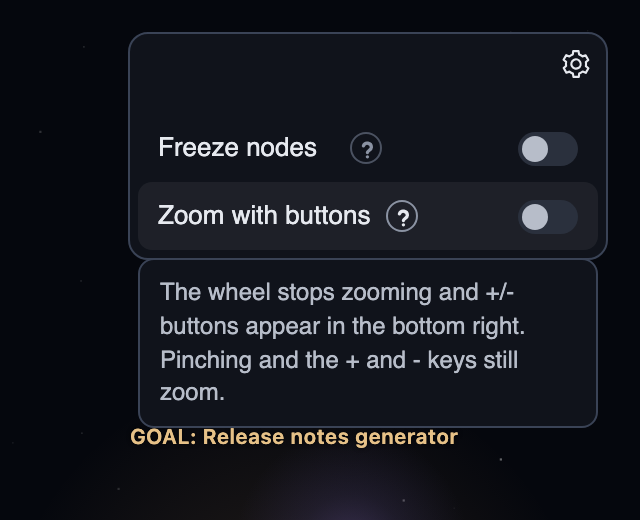 Freeze nodes ?
Zoom with buttons ?
The wheel stops zooming and +/-
buttons appear in the bottom right.
Pinching and the + and - keys still
zoom.
GOAL: Release notes generator